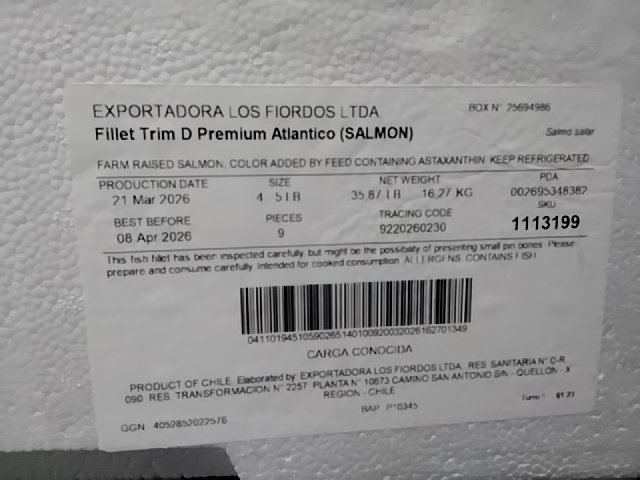 EXPORTADORA LOS FIORDOS LTDA
BOX N° 25694986
Fillet Trim D Premium Atlantico (SALMON)
Salmo salar
FARM RAISED SALMON, COLOR ADDED BY FEED CONTAINING ASTAXANTHIN KEEP REFRIGERATED
PRODUCTION DATE SIZE NET WEIGHT PDA
21 Mar 2026 4 5 LB 35,87 LB 16,27 KG 002695348382
BEST BEFORE PIECES TRACING CODE SKU
08 Apr 2026 9 9220260230 1113199
This fish fillet has been inspected carefully, but might be the possibility of presenting small pin bones. Please
prepare and consume carefully. Intended for cooked consumption. ALLERGENS: CONTAINS FISH
CARGA CONOCIDA
PRODUCT OF CHILE. Elaborated by: EXPORTADORA LOS FIORDOS LTDA RES SANITARIA N° C-R
090 RES. TRANSFORMACION N° 2257 PLANTA N° 10673 CAMINO SAN ANTONIO S/N - QUELLON - X
REGION - CHILE
GGN 4052852022576